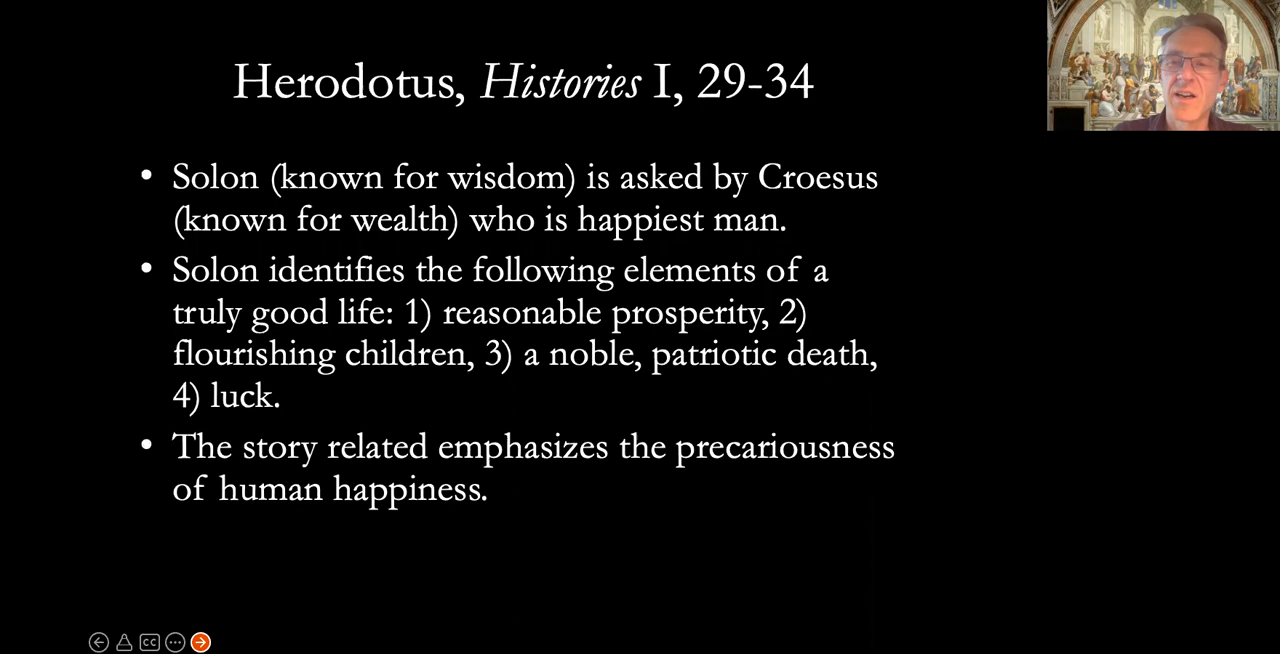 Herodotus, Histories I, 29-34
• Solon (known for wisdom) is asked by Croesus
(known for wealth) who is happiest man.
• Solon identifies the following elements of a
truly good life: 1) reasonable prosperity, 2)
flourishing children, 3) a noble, patriotic death,
4) luck.
• The story related emphasizes the precariousness
of human happiness.
CC